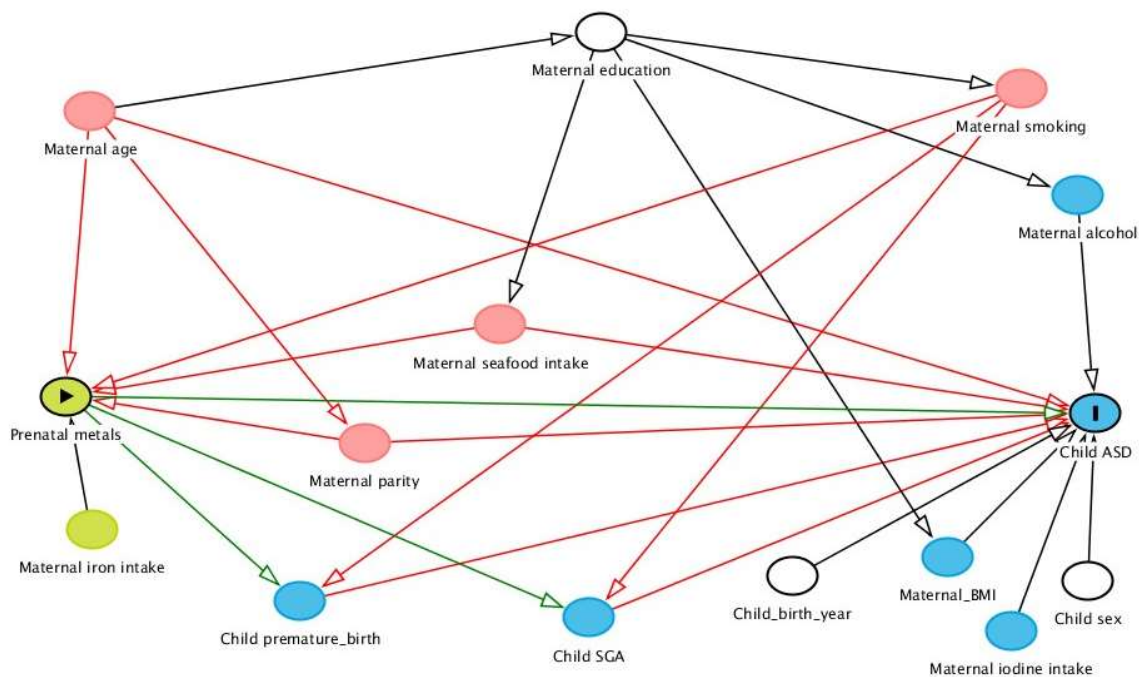 Maternal education
Maternal age
Maternal smoking
Maternal alcohol
Maternal seafood intake
Prenatal metals
Child ASD
Maternal parity
Maternal iron intake
Maternal_BMI
Child_birth_year
Child sex
Child premature_birth
Child SGA
Maternal iodine intake